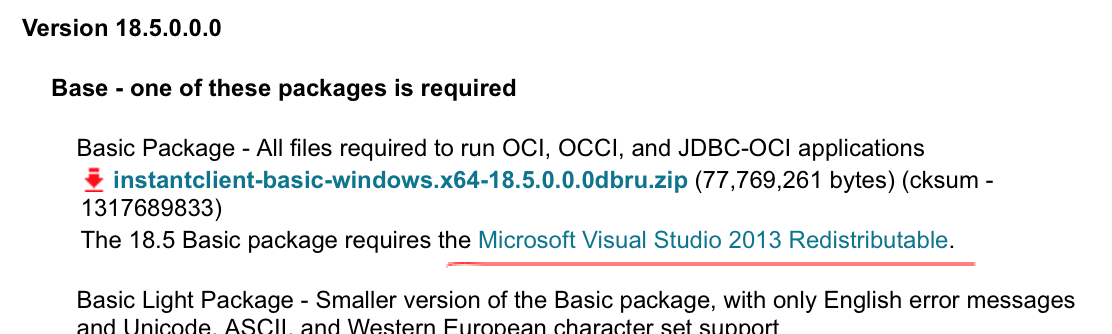 Version 18.5.0.0.0
Base - one of these packages is required
Basic Package - All files required to run OCI, OCCI, and JDBC-OCI applications
instantclient-basic-windows.x64-18.5.0.0.0dbru.zip (77,769,261 bytes) (cksum -
1317689833)
The 18.5 Basic package requires the Microsoft Visual Studio 2013 Redistributable.
Basic Light Package - Smaller version of the Basic package, with only English error messages
and Unicode, ASCII, and Western European character set support